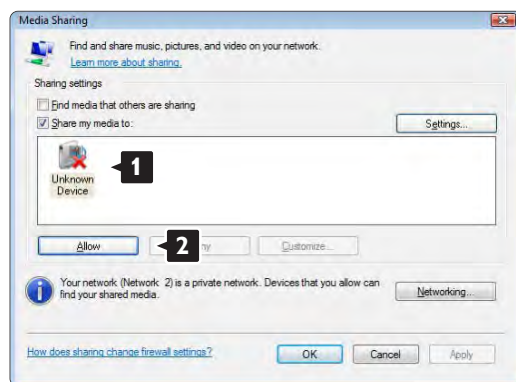 Media Sharing
Find and share music, pictures, and video on your network.
Learn more about sharing.
Sharing settings
Find media that others are sharing
Share my media to:
Settings...
1
Unknown
Device
Allow
2
Customize...
Your network (Network 2) is a private network. Devices that you allow can
find your shared media.
Networking...
How does sharing change firewall settings?
OK
Cancel
Apply